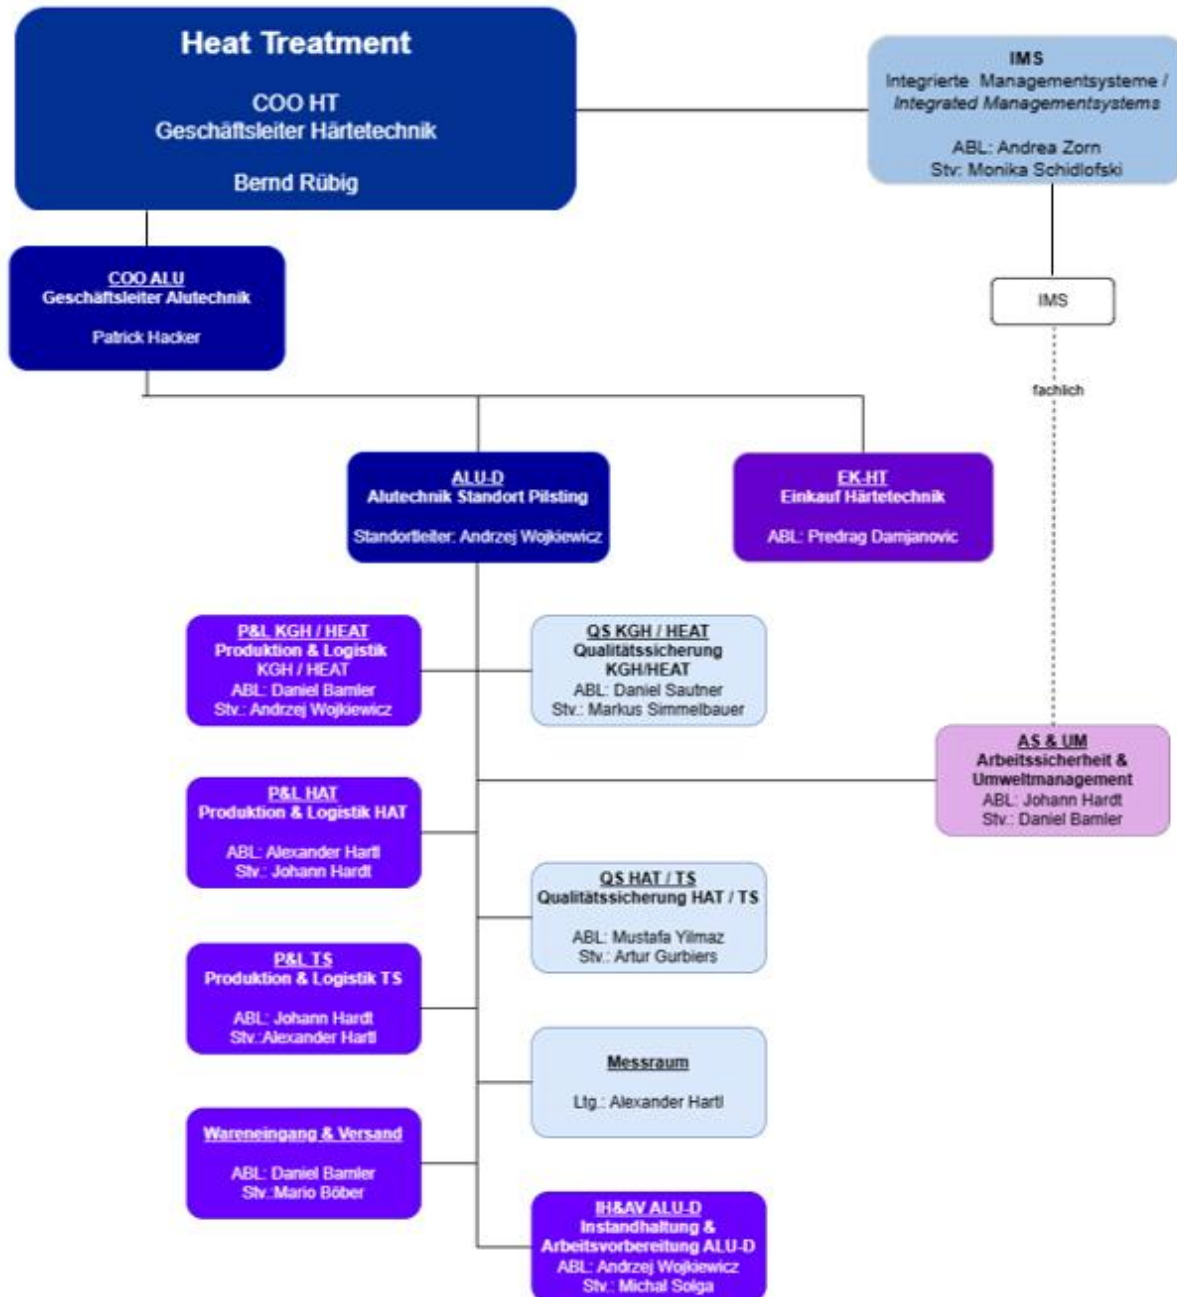 Heat Treatment
COO HT
Geschäftsleiter Härtetechnik
Bernd Rübig
IMS
Integrierte Managementsysteme /
Integrated Managementsystems
ABL: Andrea Zorn
Stv: Monika Schidlofski
COO ALU
Geschäftsleiter Alutechnik
Patrick Hacker
IMS
fachlich
ALU-D
Alutechnik Standort Pilsting
Standortleiter: Andrzej Wojkiewicz
EK-HT
Einkauf Härtetechnik
ABL: Predrag Damjanovic
P&L KGH / HEAT
Produktion & Logistik
KGH / HEAT
ABL: Daniel Bamler
Stv.: Andrzej Wojkiewicz
QS KGH / HEAT
Qualitätssicherung
KGH/HEAT
ABL: Daniel Sautner
Stv.: Markus Simmelbauer
AS & UM
Arbeitssicherheit &
Umweltmanagement
ABL: Johann Hardt
Stv.: Daniel Bamler
P&L HAT
Produktion & Logistik HAT
ABL: Alexander Hartl
Stv.: Johann Hardt
QS HAT / TS
Qualitätssicherung HAT / TS
ABL: Mustafa Yilmaz
Stv.: Artur Gurbiers
P&L TS
Produktion & Logistik TS
ABL: Johann Hardt
Stv.:Alexander Hartl
Messraum
Ltg.: Alexander Hartl
Wareneingang & Versand
ABL: Daniel Bamler
Stv.:Mario Böber
IH&AV ALU-D
Instandhaltung &
Arbeitsvorbereitung ALU-D
ABL: Andrzej Wojkiewicz
Stv.: Michal Solga